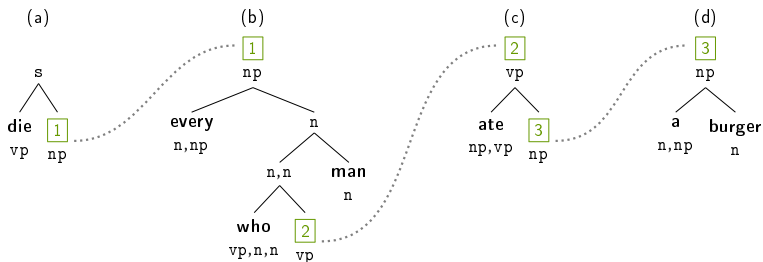 (a) (b) (c) (d)
1 2 3
s np vp np
die 1 every n ate 3 a burger
vp np n,np np,vp np n,np n
n,n man
n
who 2
vp,n,n vp